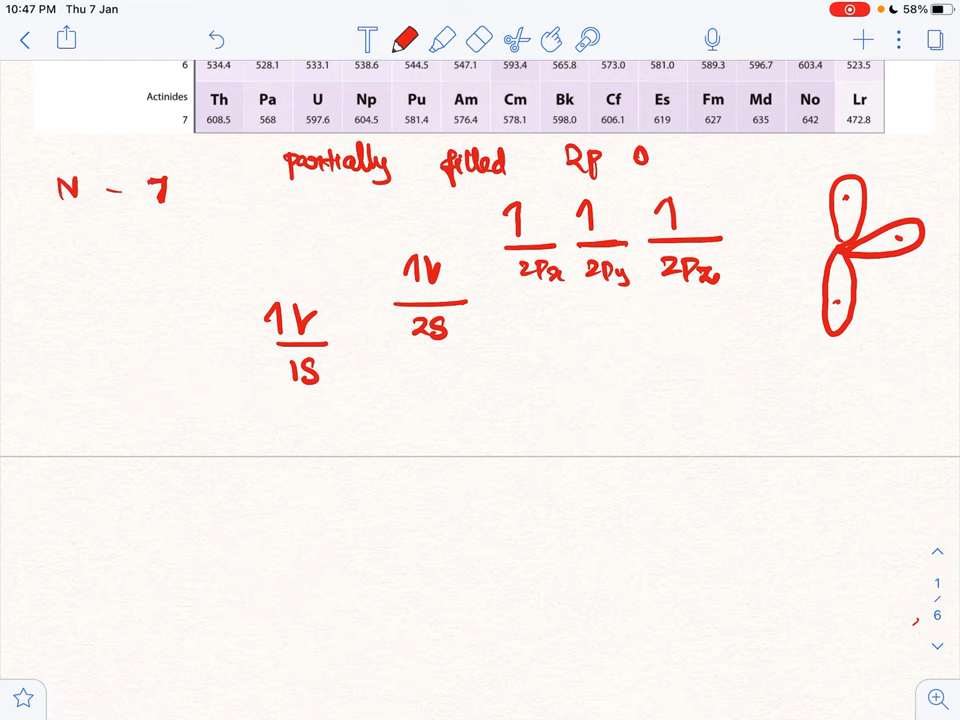 10:47 PM Thu 7 Jan 58%
T
6 534.4 528.1 533.1 538.6 544.5 547.1 593.4 565.8 573.0 581.0 589.3 596.7 603.4 523.5
Actinides Th Pa U Np Pu Am Cm Bk Cf Es Fm Md No Lr
7 608.5 568 597.6 604.5 581.4 576.4 578.1 598.0 606.1 619 627 635 642 472.8
partially filled 2p o
N - 7
1 1 1
2Px 2Py 2Pz
1V
2S
1V
1S
1
/
6